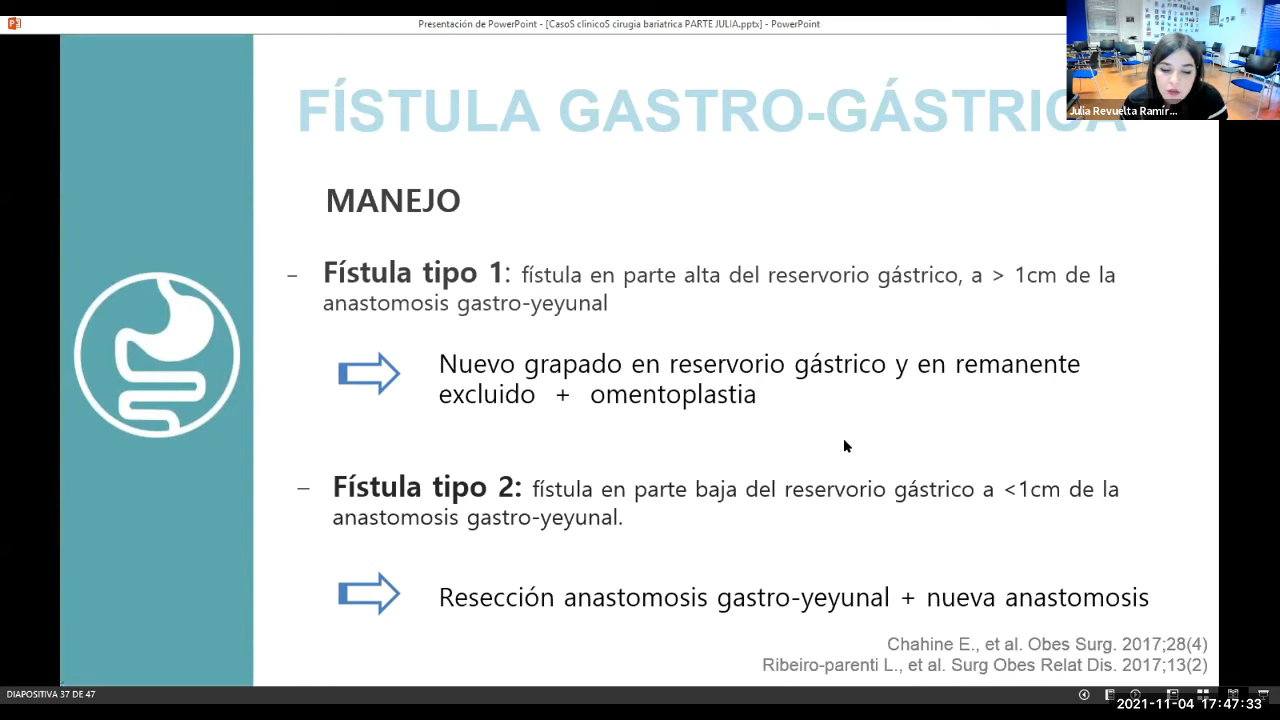 Presentación de PowerPoint - [CasoS clinicoS cirugia bariatrica PARTE JULIA.pptx] - PowerPoint
Julia Revuelta Ramír...
FÍSTULA GASTRO-GÁSTRICA
MANEJO
– Fístula tipo 1: fístula en parte alta del reservorio gástrico, a > 1cm de la
anastomosis gastro-yeyunal
Nuevo grapado en reservorio gástrico y en remanente
excluido + omentoplastia
– Fístula tipo 2: fístula en parte baja del reservorio gástrico a <1cm de la
anastomosis gastro-yeyunal.
Resección anastomosis gastro-yeyunal + nueva anastomosis
Chahine E., et al. Obes Surg. 2017;28(4)
Ribeiro-parenti L., et al. Surg Obes Relat Dis. 2017;13(2)
DIAPOSITIVA 37 DE 47
2021-11-04 17:47:33